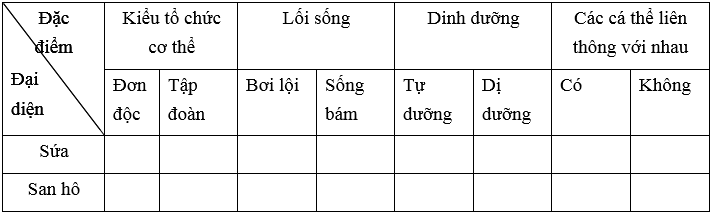 Đặc điểm
Đại diện
Kiểu tổ chức cơ thể
Lối sống
Dinh dưỡng
Các cá thể liên thông với nhau
Đơn độc
Tập đoàn
Bơi lội
Sống bám
Tự dưỡng
Dị dưỡng
Có
Không
Sứa
San hô